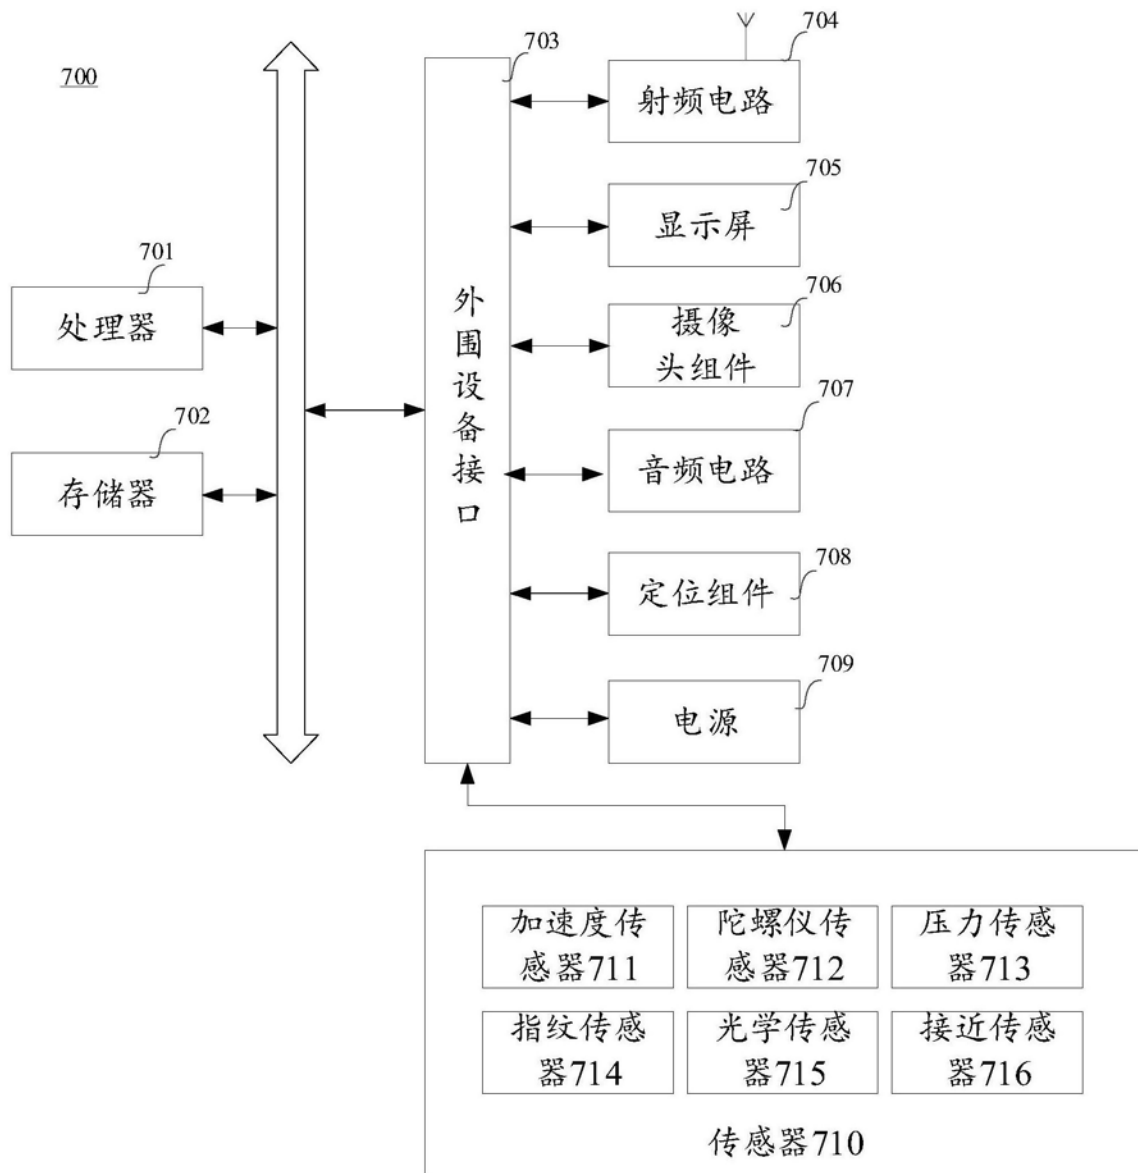 700
701
处理器
702
存储器
703
外围设备接口
704
射频电路
705
显示屏
706
摄像
头组件
707
音频电路
708
定位组件
709
电源
加速度传
感器711
陀螺仪传
感器712
压力传感
器713
指纹传感
器714
光学传感
器715
接近传感
器716
传感器710